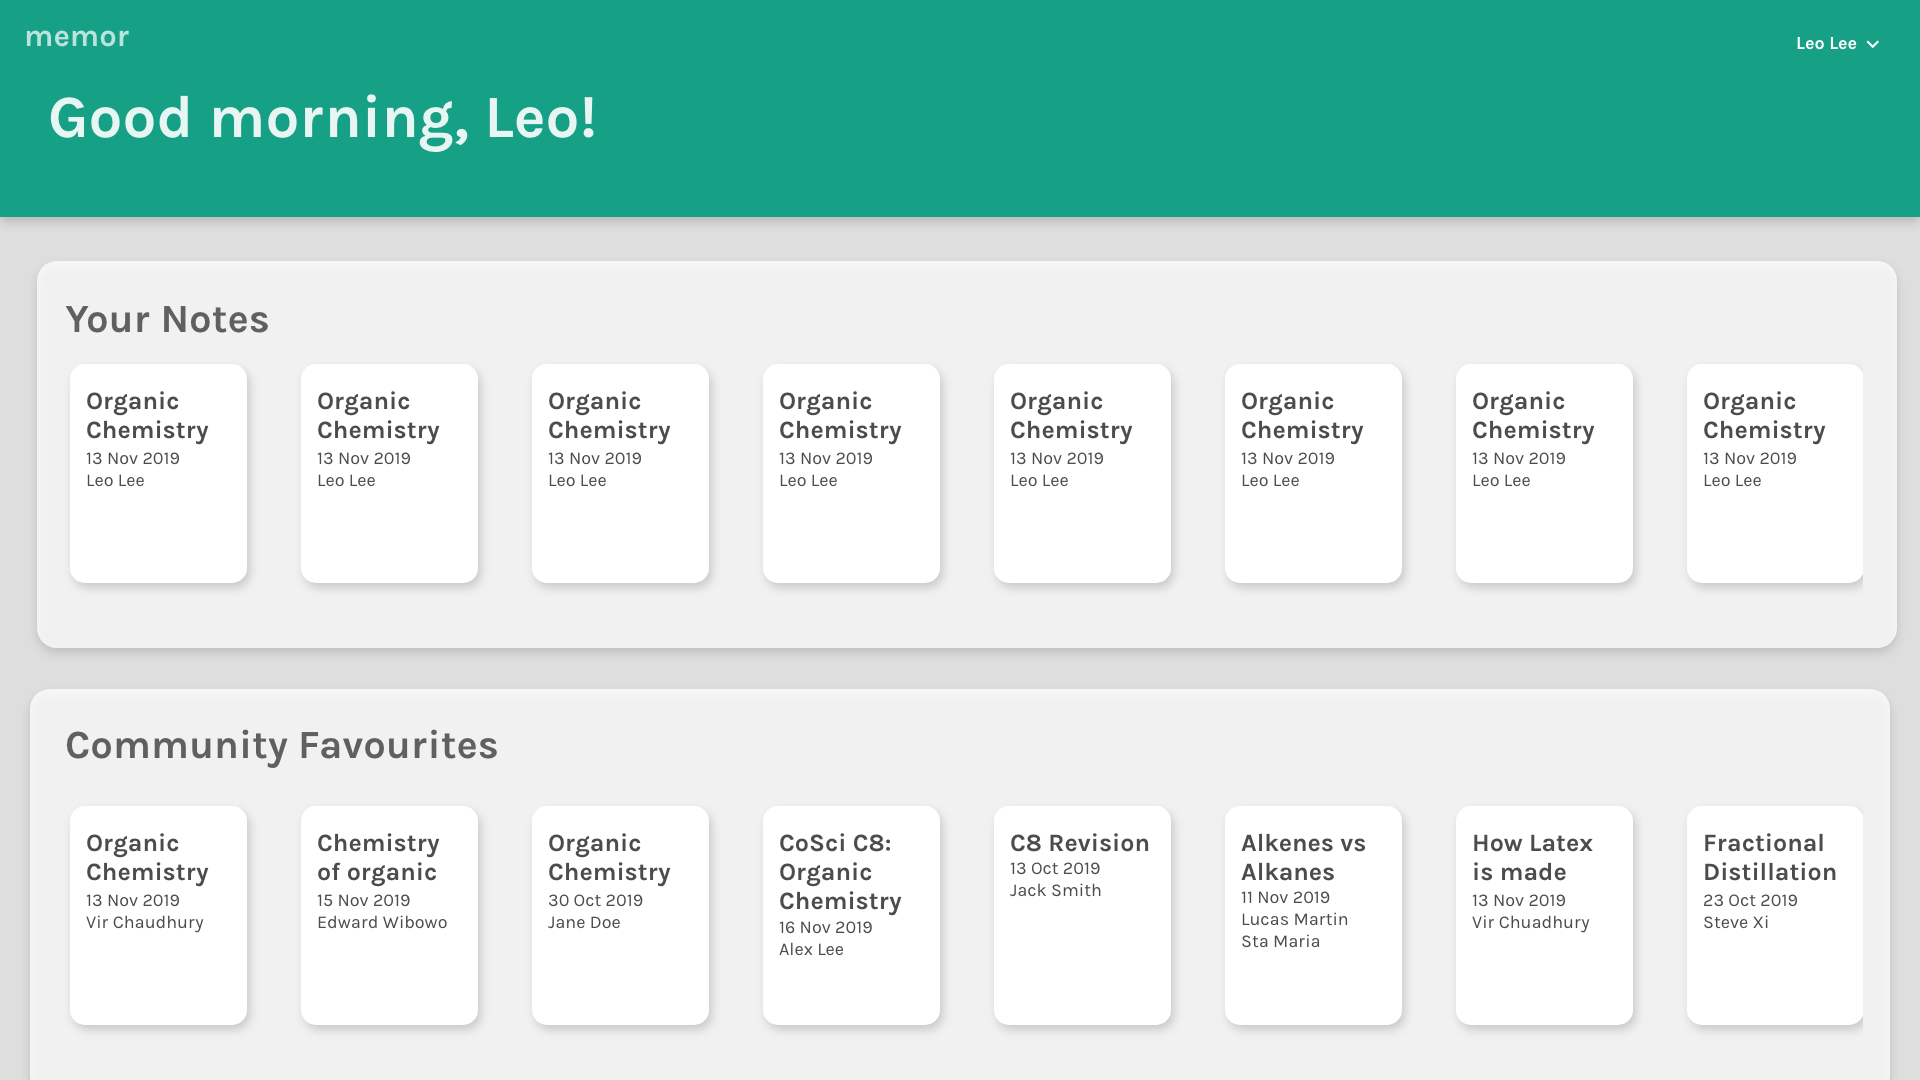 memor
Leo Lee
Good morning, Leo!
Your Notes
Organic
Chemistry
13 Nov 2019
Leo Lee
Organic
Chemistry
13 Nov 2019
Leo Lee
Organic
Chemistry
13 Nov 2019
Leo Lee
Organic
Chemistry
13 Nov 2019
Leo Lee
Organic
Chemistry
13 Nov 2019
Leo Lee
Organic
Chemistry
13 Nov 2019
Leo Lee
Organic
Chemistry
13 Nov 2019
Leo Lee
Organic
Chemistry
13 Nov 2019
Leo Lee
Community Favourites
Organic
Chemistry
13 Nov 2019
Vir Chaudhury
Chemistry
of organic
15 Nov 2019
Edward Wibowo
Organic
Chemistry
30 Oct 2019
Jane Doe
CoSci C8:
Organic
Chemistry
16 Nov 2019
Alex Lee
C8 Revision
13 Oct 2019
Jack Smith
Alkenes vs
Alkanes
11 Nov 2019
Lucas Martin
Sta Maria
How Latex
is made
13 Nov 2019
Vir Chuadhury
Fractional
Distillation
23 Oct 2019
Steve Xi